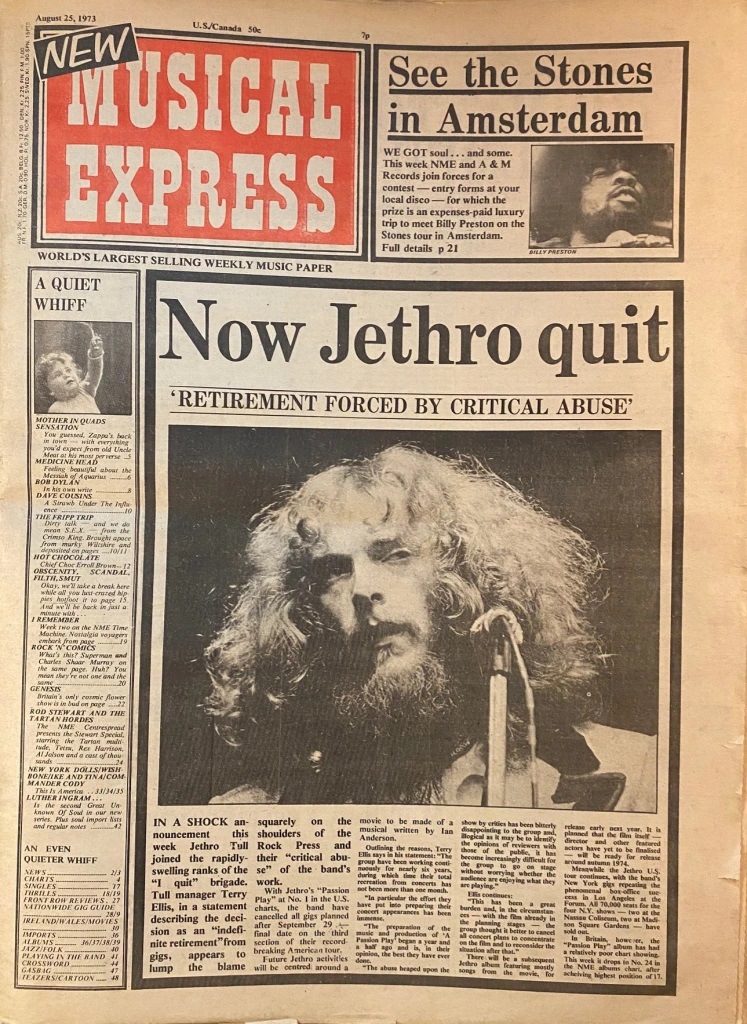 August 25, 1973
U.S./Canada 50c
7p
NEW
MUSICAL
EXPRESS
WORLD'S LARGEST SELLING WEEKLY MUSIC PAPER
See the Stones
in Amsterdam
WE GOT soul . . . and some.
This week NME and A & M
Records join forces for a
contest — entry forms at your
local disco — for which the
prize is an expenses-paid luxury
trip to meet Billy Preston on the
Stones tour in Amsterdam.
Full details p 21
BILLY PRESTON
A QUIET
WHIFF
MOTHER IN QUADS
SENSATION
You guessed, Zappa's back
in town — with everything
you'd expect from old Uncle
Meat at his most perverse ..5
MEDICINE HEAD
Feeling beautiful about the
Messiah of Aquarius ..........6
BOB DYLAN
In his own write ...............8
DAVE COUSINS
A Strawb Under The Influ-
ence ................10
THE FRIPP TRIP
Dirty talk — and we do
mean S.E.X. — from the
Crimso King. Brought apace
from murky Wiltshire and
deposited on pages ....10/11
HOT CHOCOLATE
Chief Choc Errol Brown-- 12
OBSCENITY, SCANDAL,
FILTH, SMUT
Okay, we'll take a break here
while all you lust-crazed hip-
pies hotfoot it to page 15.
And we'll be back in just a
minute with . . .
I REMEMBER
Week two on the NME Time
Machine. Nostalgia voyagers
embark from page ............19
ROCK 'N' COMICS
What's this? Superman and
Charles Shaar Murray on
the same page. Huh? You
mean they're not one and the
same ................20
GENESIS
Britain's only cosmic flower
show is in bud on page .....22
ROD STEWART AND THE
TARTAN HORDES
The NME Centrespread
presents the Stewart Special,
starring the Tartan multi-
tude, Tetsu, Rex Harrison,
Al Jolson and a cast of thou-
sands ................24
NEW YORK DOLLS/WISH-
BONE/IKE AND TINA/COM-
MANDER CODY
This Is America . . 33/34/35
LUTHER INGRAM . . .
Is the second Great Un-
known Of Soul in our new
series. Plus soul import lists
and regular notes ............42
AN EVEN
QUIETER WHIFF
NEWS ................ 2/3
CHARTS ................ 4
SINGLES ................ 17
THRILLS ................ 18/19
FRONT ROW REVIEWS . 27
NATIONWIDE GIG GUIDE
28/9
IRELAND/WALES/MOVIES
30
IMPORTS ................ 36
ALBUMS ........ 36/37/38/39
JAZZ/FOLK ................ 40
PLAYING IN THE BAND 41
CROSSWORD ................ 44
GASBAG ................ 47
TEAZERS/CARTOON .... 48
Now Jethro quit
'RETIREMENT FORCED BY CRITICAL ABUSE'
IN A SHOCK an-
nouncement this
week Jethro Tull
joined the rapidly-
swelling ranks of the
"I quit" brigade.
Tull manager Terry
Ellis, in a statement
describing the deci-
sion as an "indefi-
nite retirement" from
gigs, appears to
lump the blame
squarely on the
shoulders of the
Rock Press and
their "critical abu-
se" of the band's
work.
With Jethro's "Passion
Play" at No. 1 in the U.S.
charts, the band have
cancelled all gigs planned
after September 29 —
final date on the third
section of their record-
breaking American tour.
Future Jethro activities
will be centred around a
movie to be made of a
musical written by Ian
Anderson.
Outlining the reasons, Terry
Ellis says in his statement: "The
group have been working conti-
nuously for nearly six years,
during which time their total
recreation from concerts has
not been more than one month.
"In particular the effort they
have put into preparing their
concert appearances has been
immense.
"The preparation of the
music and production of 'A
Passion Play' began a year and
a half ago and is, in their
opinion, the best they have ever
done.
"The abuse heaped upon the
show by critics has been bitterly
disappointing to the group and,
illogical as it may be to identify
the opinions of reviewers with
those of the public, it has
become increasingly difficult for
the group to go on stage
without worrying whether the
audience are enjoying what they
are playing."
Ellis continues:
"This has been a great
burden and, in the circumstan-
ces — with the film already in
the planning stages — the
group thought it better to cancel
all concert plans to concentrate
on the film and to reconsider the
situation after that."
There will be a subsequent
Jethro album featuring mostly
songs from the movie, for
release early next year. It is
planned that the film itself —
director and other featured
actors have yet to be finalised
— will be ready for release
around autumn 1974.
Meanwhile the Jethro U.S.
tour continues, with the band's
New York gigs repeating the
phenomenal box-office suc-
cess in Los Angeles at the
Forum. All 70,000 seats for the
four N.Y. shows — two at the
Nassau Coliseum, two at Madi-
son Square Gardens — have
sold out.
In Britain, however, the
"Passion Play" album has had
a relatively poor chart showing.
This week it drops to No. 24 in
the NME albums chart, after
acheiving highest position of 17.